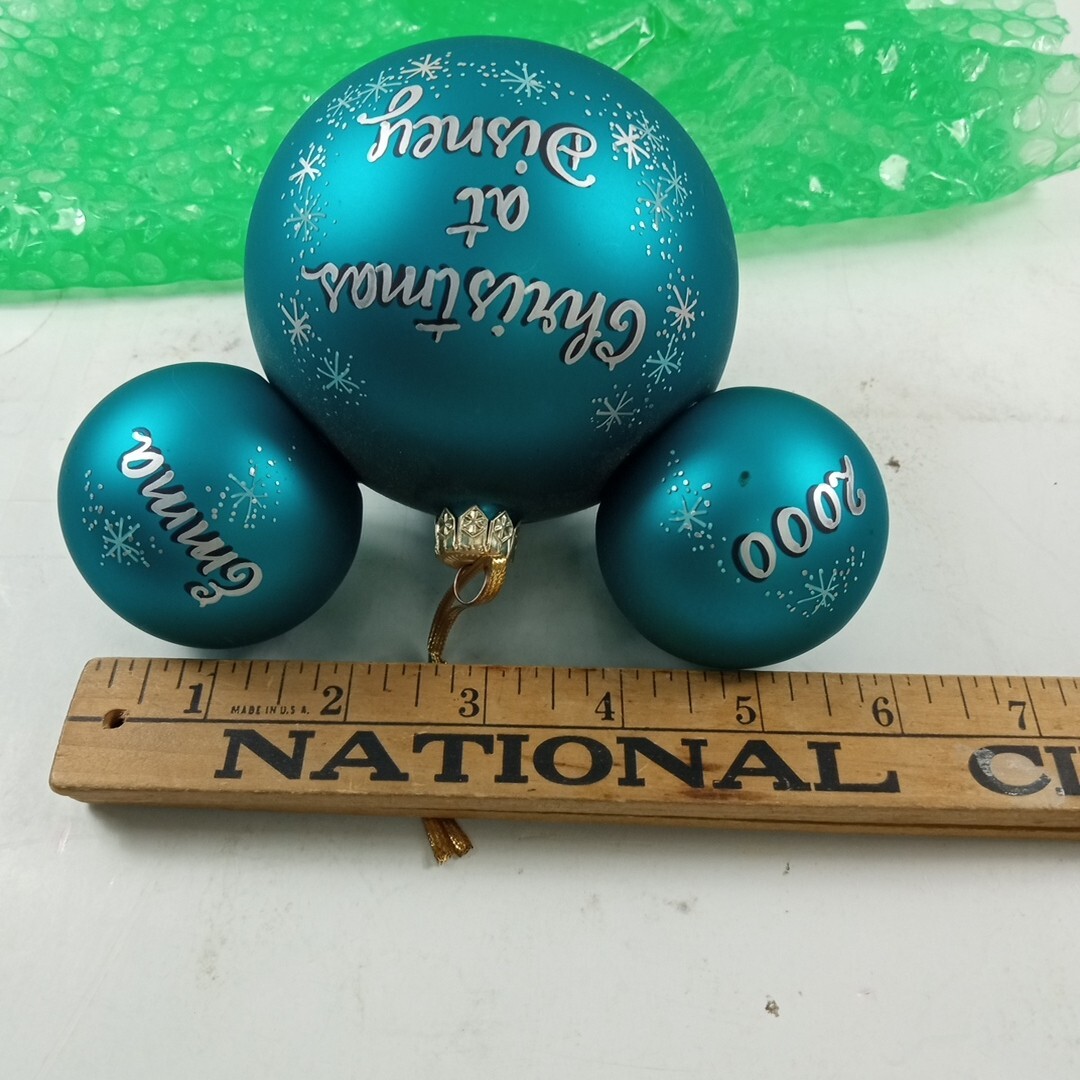 Christmas
at
Disney
Emma
2000
1 2 3 4 5 6 7
MADE IN U.S.A.
NATIONAL